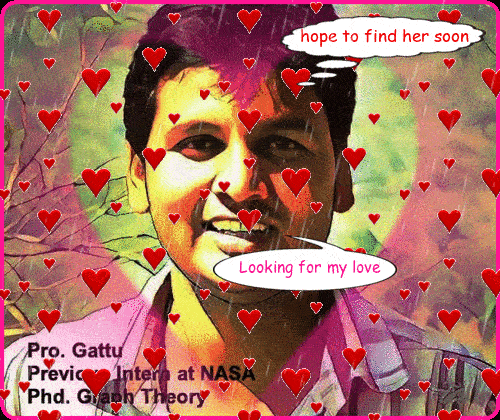 hope to find her soon
Looking for my love
Pro. Gattu
Previous Intern at NASA
Phd. Graph Theory